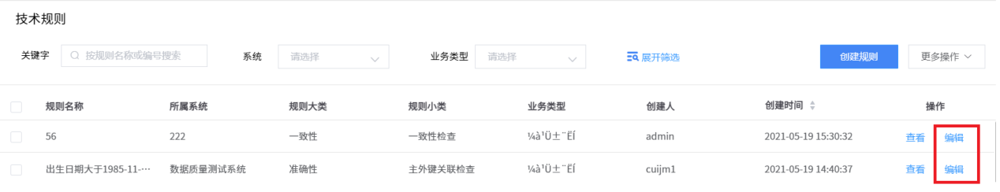 技术规则
关键字 按规则名称或编号搜索 系统 请选择 业务类型 请选择 展开筛选 创建规则 更多操作
规则名称 所属系统 规则大类 规则小类 业务类型 创建人 创建时间 操作
56 222 一致性 一致性检查 ¼à¹Ü±¨ËÍ admin 2021-05-19 15:30:32 查看 编辑
出生日期大于1985-11-··· 数据质量测试系统 准确性 主外键关联检查 ¼à¹Ü±¨ËÍ cuijm1 2021-05-19 14:40:37 查看 编辑